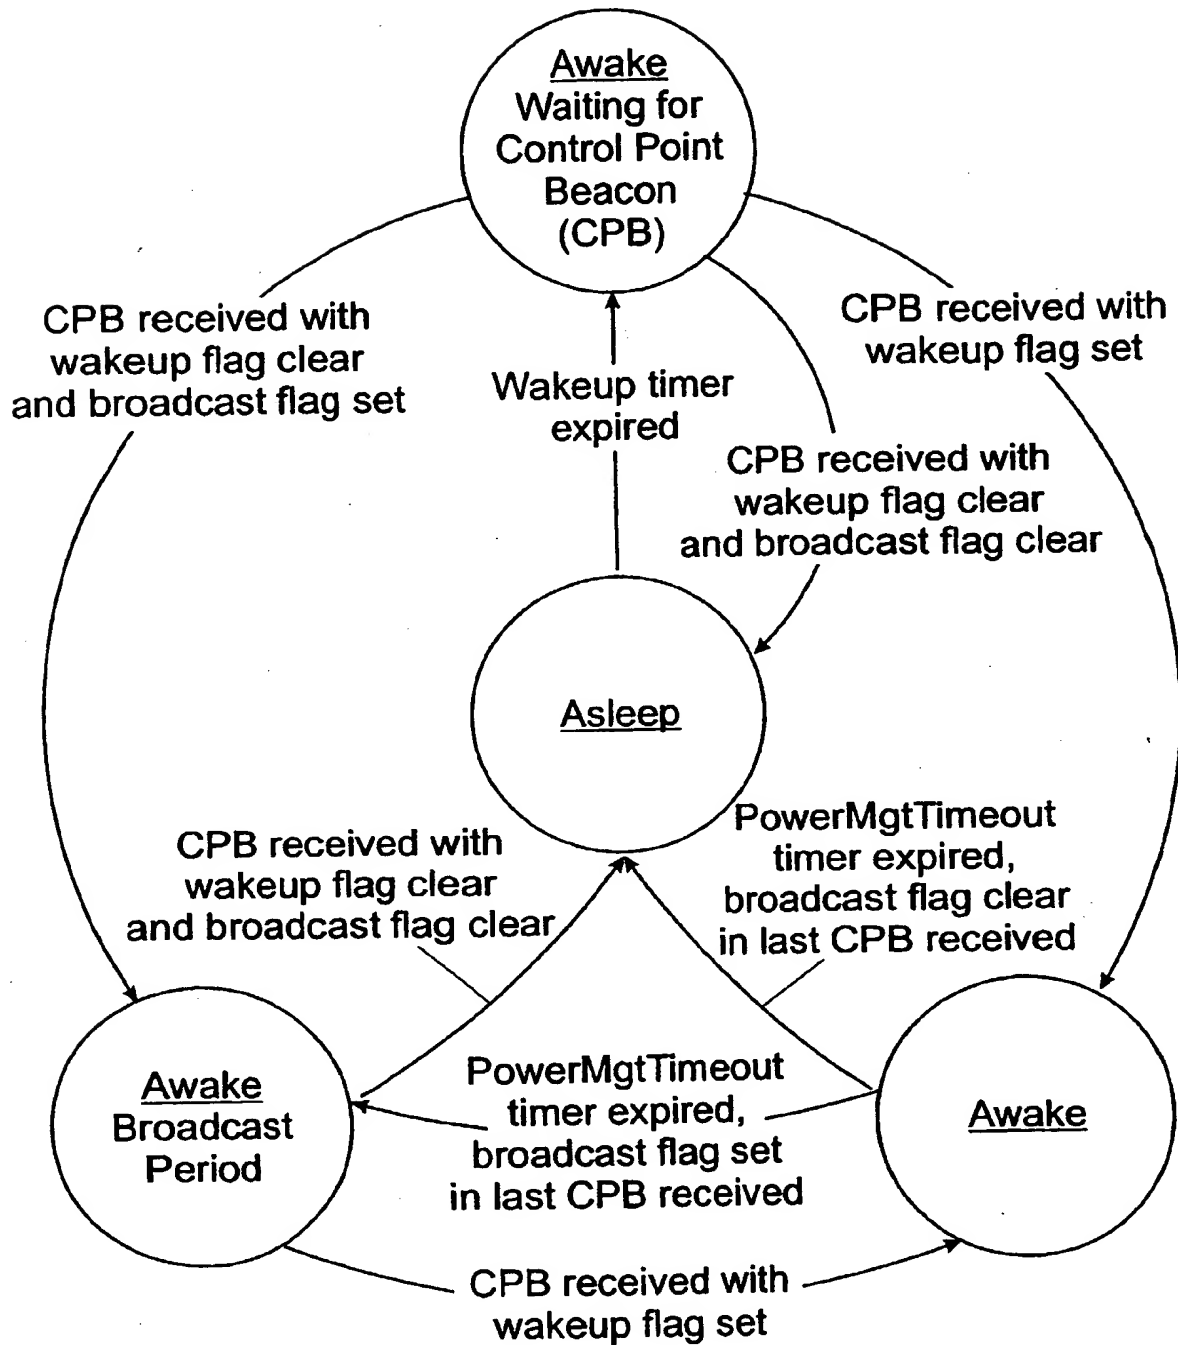 Awake
Waiting for
Control Point
Beacon
(CPB)
CPB received with
wakeup flag clear
and broadcast flag set
CPB received with
wakeup flag set
Wakeup timer
expired
CPB received with
wakeup flag clear
and broadcast flag clear
Asleep
CPB received with
wakeup flag clear
and broadcast flag clear
PowerMgtTimeout
timer expired,
broadcast flag clear
in last CPB received
Awake
Broadcast
Period
PowerMgtTimeout
timer expired,
broadcast flag set
in last CPB received
Awake
CPB received with
wakeup flag set